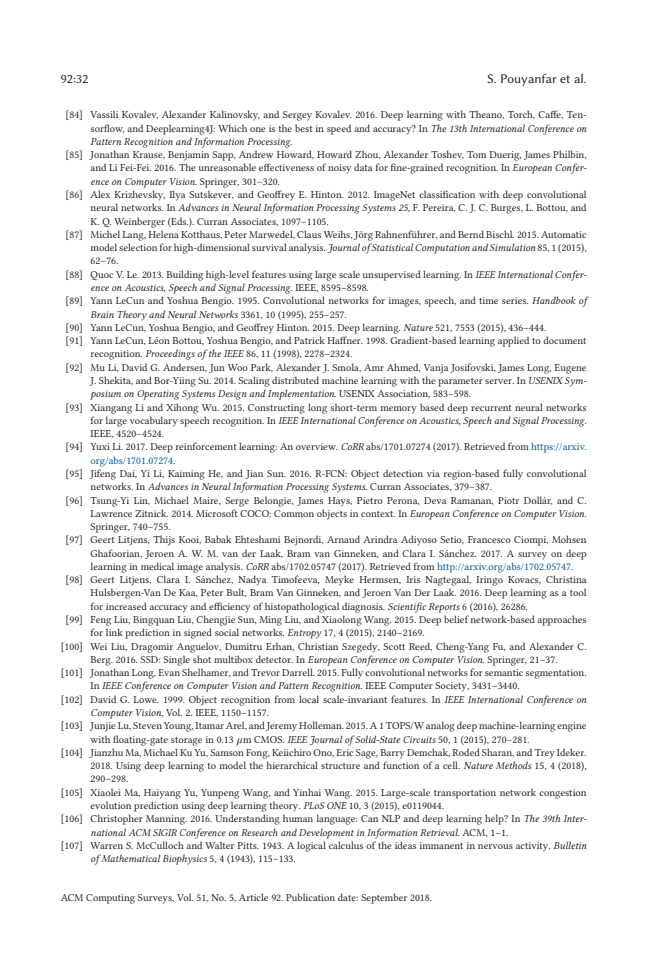 92:32 S. Pouyanfar et al.
[84] Vassili Kovalev, Alexander Kalinovsky, and Sergey Kovalev. 2016. Deep learning with Theano, Torch, Caffe, Ten-
sorflow, and Deeplearning4J: Which one is the best in speed and accuracy? In The 13th International Conference on
Pattern Recognition and Information Processing.
[85] Jonathan Krause, Benjamin Sapp, Andrew Howard, Howard Zhou, Alexander Toshev, Tom Duerig, James Philbin,
and Li Fei-Fei. 2016. The unreasonable effectiveness of noisy data for fine-grained recognition. In European Confer-
ence on Computer Vision. Springer, 301–320.
[86] Alex Krizhevsky, Ilya Sutskever, and Geoffrey E. Hinton. 2012. ImageNet classification with deep convolutional
neural networks. In Advances in Neural Information Processing Systems 25, F. Pereira, C. J. C. Burges, L. Bottou, and
K. Q. Weinberger (Eds.). Curran Associates, 1097–1105.
[87] Michel Lang, Helena Kotthaus, Peter Marwedel, Claus Weihs, Jörg Rahnenführer, and Bernd Bischl. 2015. Automatic
model selection for high-dimensional survival analysis. Journal of Statistical Computation and Simulation 85, 1 (2015),
62–76.
[88] Quoc V. Le. 2013. Building high-level features using large scale unsupervised learning. In IEEE International Confer-
ence on Acoustics, Speech and Signal Processing. IEEE, 8595–8598.
[89] Yann LeCun and Yoshua Bengio. 1995. Convolutional networks for images, speech, and time series. Handbook of
Brain Theory and Neural Networks 3361, 10 (1995), 255–257.
[90] Yann LeCun, Yoshua Bengio, and Geoffrey Hinton. 2015. Deep learning. Nature 521, 7553 (2015), 436–444.
[91] Yann LeCun, Léon Bottou, Yoshua Bengio, and Patrick Haffner. 1998. Gradient-based learning applied to document
recognition. Proceedings of the IEEE 86, 11 (1998), 2278–2324.
[92] Mu Li, David G. Andersen, Jun Woo Park, Alexander J. Smola, Amr Ahmed, Vanja Josifovski, James Long, Eugene
J. Shekita, and Bor-Yiing Su. 2014. Scaling distributed machine learning with the parameter server. In USENIX Sym-
posium on Operating Systems Design and Implementation. USENIX Association, 583–598.
[93] Xiangang Li and Xihong Wu. 2015. Constructing long short-term memory based deep recurrent neural networks
for large vocabulary speech recognition. In IEEE International Conference on Acoustics, Speech and Signal Processing.
IEEE, 4520–4524.
[94] Yuxi Li. 2017. Deep reinforcement learning: An overview. CoRR abs/1701.07274 (2017). Retrieved from https://arxiv.
org/abs/1701.07274.
[95] Jifeng Dai, Yi Li, Kaiming He, and Jian Sun. 2016. R-FCN: Object detection via region-based fully convolutional
networks. In Advances in Neural Information Processing Systems. Curran Associates, 379–387.
[96] Tsung-Yi Lin, Michael Maire, Serge Belongie, James Hays, Pietro Perona, Deva Ramanan, Piotr Dollár, and C.
Lawrence Zitnick. 2014. Microsoft COCO: Common objects in context. In European Conference on Computer Vision.
Springer, 740–755.
[97] Geert Litjens, Thijs Kooi, Babak Ehteshami Bejnordi, Arnaud Arindra Adiyoso Setio, Francesco Ciompi, Mohsen
Ghafoorian, Jeroen A. W. M. van der Laak, Bram van Ginneken, and Clara I. Sánchez. 2017. A survey on deep
learning in medical image analysis. CoRR abs/1702.05747 (2017). Retrieved from http://arxiv.org/abs/1702.05747.
[98] Geert Litjens, Clara I. Sánchez, Nadya Timofeeva, Meyke Hermsen, Iris Nagtegaal, Iringo Kovacs, Christina
Hulsbergen-Van De Kaa, Peter Bult, Bram Van Ginneken, and Jeroen Van Der Laak. 2016. Deep learning as a tool
for increased accuracy and efficiency of histopathological diagnosis. Scientific Reports 6 (2016), 26286.
[99] Feng Liu, Bingquan Liu, Chengjie Sun, Ming Liu, and Xiaolong Wang. 2015. Deep belief network-based approaches
for link prediction in signed social networks. Entropy 17, 4 (2015), 2140–2169.
[100] Wei Liu, Dragomir Anguelov, Dumitru Erhan, Christian Szegedy, Scott Reed, Cheng-Yang Fu, and Alexander C.
Berg. 2016. SSD: Single shot multibox detector. In European Conference on Computer Vision. Springer, 21–37.
[101] Jonathan Long, Evan Shelhamer, and Trevor Darrell. 2015. Fully convolutional networks for semantic segmentation.
In IEEE Conference on Computer Vision and Pattern Recognition. IEEE Computer Society, 3431–3440.
[102] David G. Lowe. 1999. Object recognition from local scale-invariant features. In IEEE International Conference on
Computer Vision, Vol. 2. IEEE, 1150–1157.
[103] Junjie Lu, Steven Young, Itamar Arel, and Jeremy Holleman. 2015. A 1 TOPS/W analog deep machine-learning engine
with floating-gate storage in 0.13 μm CMOS. IEEE Journal of Solid-State Circuits 50, 1 (2015), 270–281.
[104] Jianzhu Ma, Michael Ku Yu, Samson Fong, Keiichiro Ono, Eric Sage, Barry Demchak, Roded Sharan, and Trey Ideker.
2018. Using deep learning to model the hierarchical structure and function of a cell. Nature Methods 15, 4 (2018),
290–298.
[105] Xiaolei Ma, Haiyang Yu, Yunpeng Wang, and Yinhai Wang. 2015. Large-scale transportation network congestion
evolution prediction using deep learning theory. PLoS ONE 10, 3 (2015), e0119044.
[106] Christopher Manning. 2016. Understanding human language: Can NLP and deep learning help? In The 39th Inter-
national ACM SIGIR Conference on Research and Development in Information Retrieval. ACM, 1–1.
[107] Warren S. McCulloch and Walter Pitts. 1943. A logical calculus of the ideas immanent in nervous activity. Bulletin
of Mathematical Biophysics 5, 4 (1943), 115–133.
ACM Computing Surveys, Vol. 51, No. 5, Article 92. Publication date: September 2018.